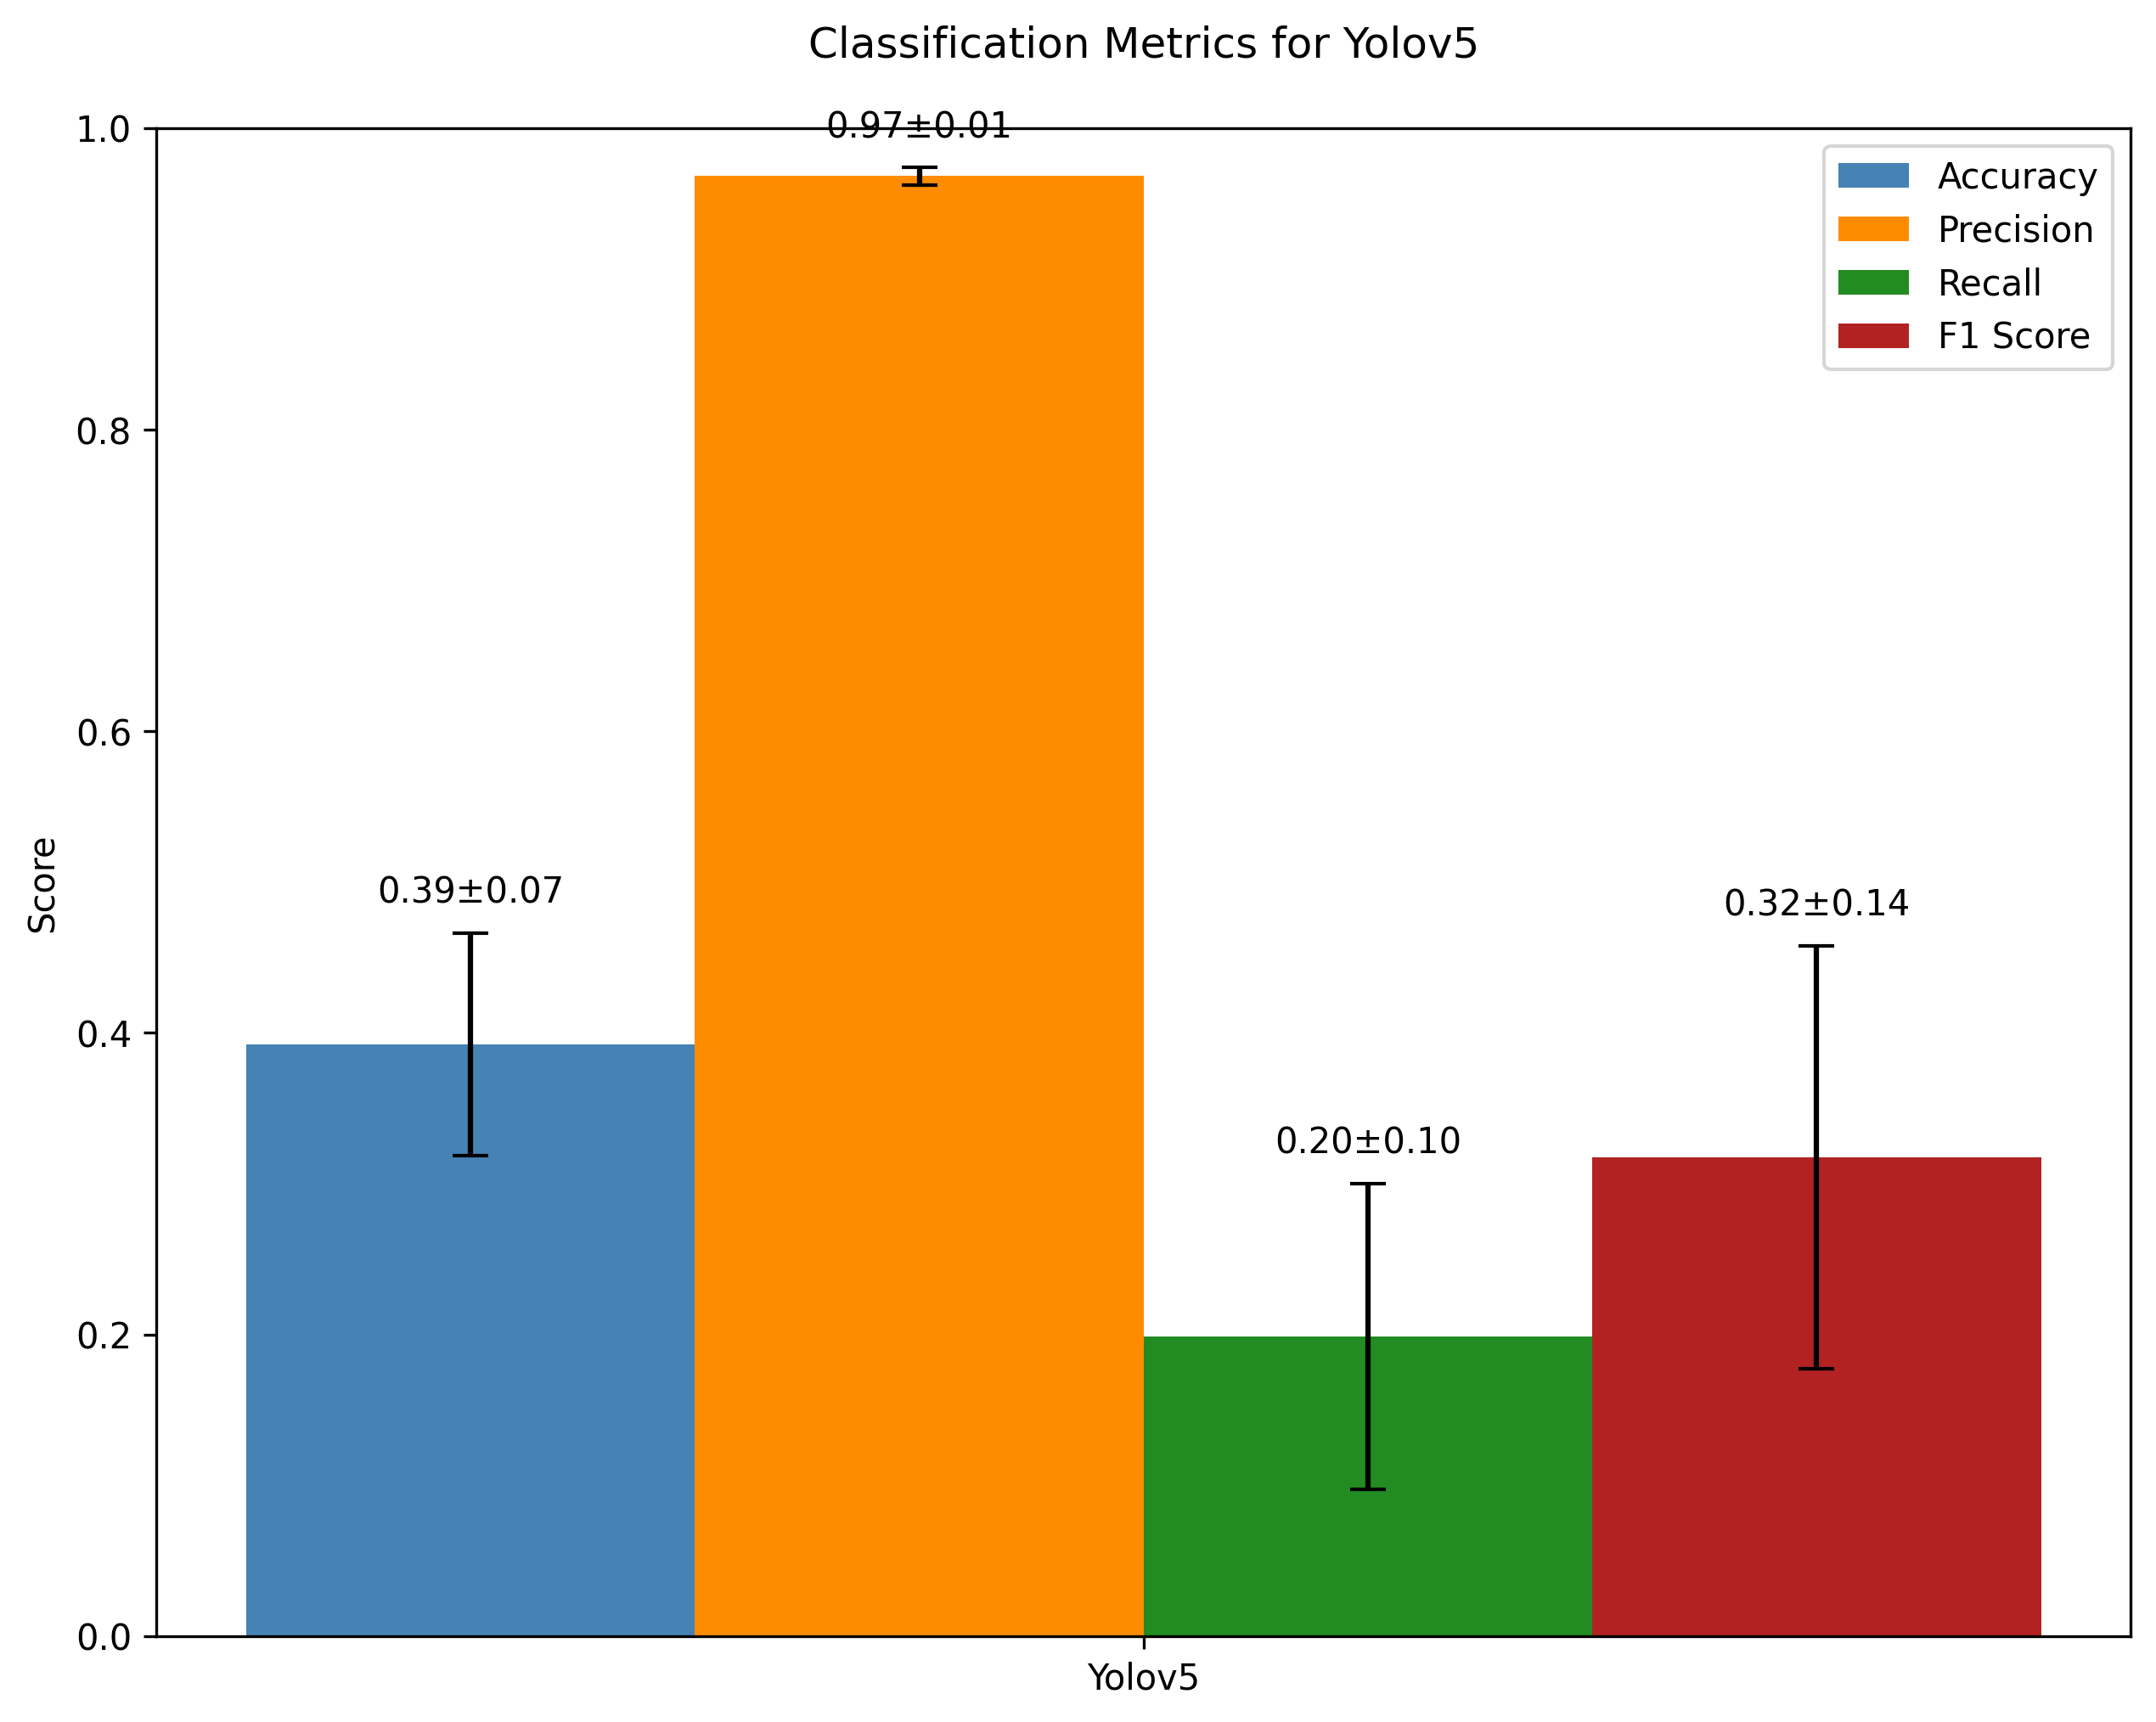 Classification Metrics for Yolov5
0.97±0.01
1.0
Accuracy
Precision
Recall
F1 Score
0.8
0.6
Score
0.39±0.07
0.32±0.14
0.4
0.20±0.10
0.2
0.0
Yolov5